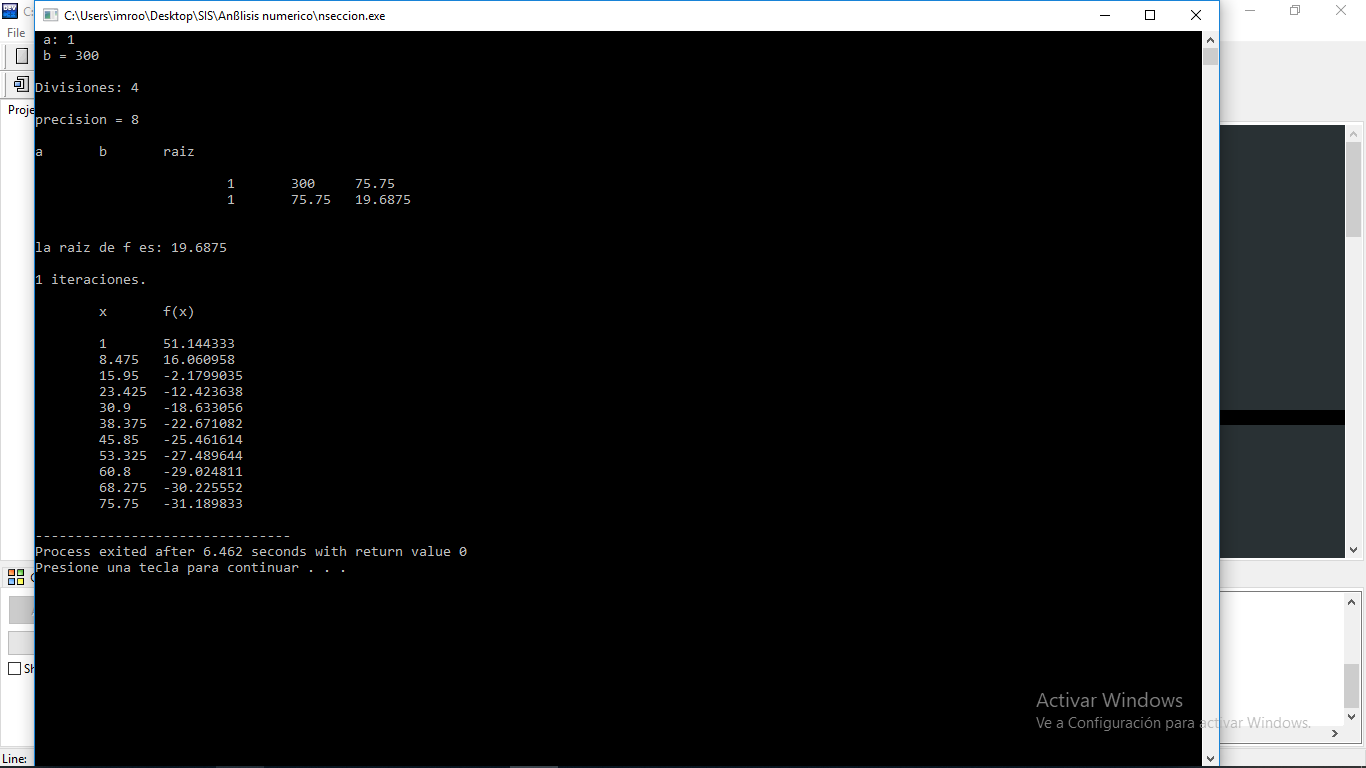 C:\Users\imroo\Desktop\SIS\Anßlisis numerico\nseccion.exe
DEV
File
Proje
a: 1
b = 300
Divisiones: 4
precision = 8
a b raiz
1 300 75.75
1 75.75 19.6875
la raiz de f es: 19.6875
1 iteraciones.
x f(x)
1 51.144333
8.475 16.060958
15.95 -2.1799035
23.425 -12.423638
30.9 -18.633056
38.375 -22.671082
45.85 -25.461614
53.325 -27.489644
60.8 -29.024811
68.275 -30.225552
75.75 -31.189833
--------------------------------
Process exited after 6.462 seconds with return value 0
Presione una tecla para continuar . . .
Sh
Activar Windows
Ve a Configuración para activar Windows.
Line: